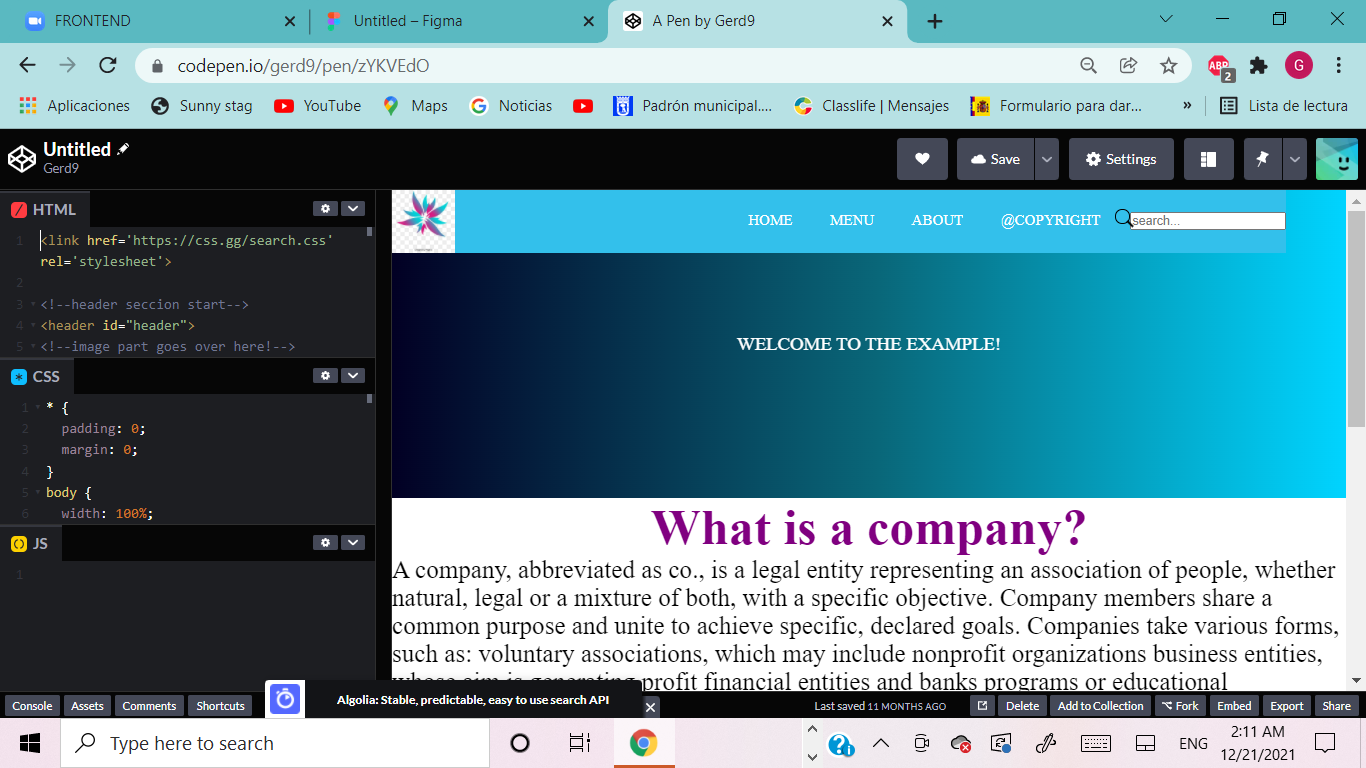 FRONTEND
Untitled – Figma
A Pen by Gerd9
codepen.io/gerd9/pen/zYKVEdO
ABP
2
G
Aplicaciones
Sunny stag
YouTube
Maps
Noticias
Padrón municipal....
Classlife | Mensajes
Formulario para dar...
»
Lista de lectura
Untitled
Gerd9
Save
Settings
HTML
1 <link href='https://css.gg/search.css'
rel='stylesheet'>
2
3 <!--header seccion start-->
4 <header id="header">
5 <!--image part goes over here!-->
CSS
1 * {
2 padding: 0;
3 margin: 0;
4 }
5 body {
6 width: 100%;
JS
1
HOME MENU ABOUT @COPYRIGHT search...
WELCOME TO THE EXAMPLE!
What is a company?
A company, abbreviated as co., is a legal entity representing an association of people, whether
natural, legal or a mixture of both, with a specific objective. Company members share a
common purpose and unite to achieve specific, declared goals. Companies take various forms,
such as: voluntary associations, which may include nonprofit organizations business entities,
whose aim is generating profit financial entities and banks programs or educational
Console Assets Comments Shortcuts
Algolia: Stable, predictable, easy to use search API
Last saved 11 MONTHS AGO
Delete Add to Collection Fork Embed Export Share
Type here to search
ENG
2:11 AM
12/21/2021